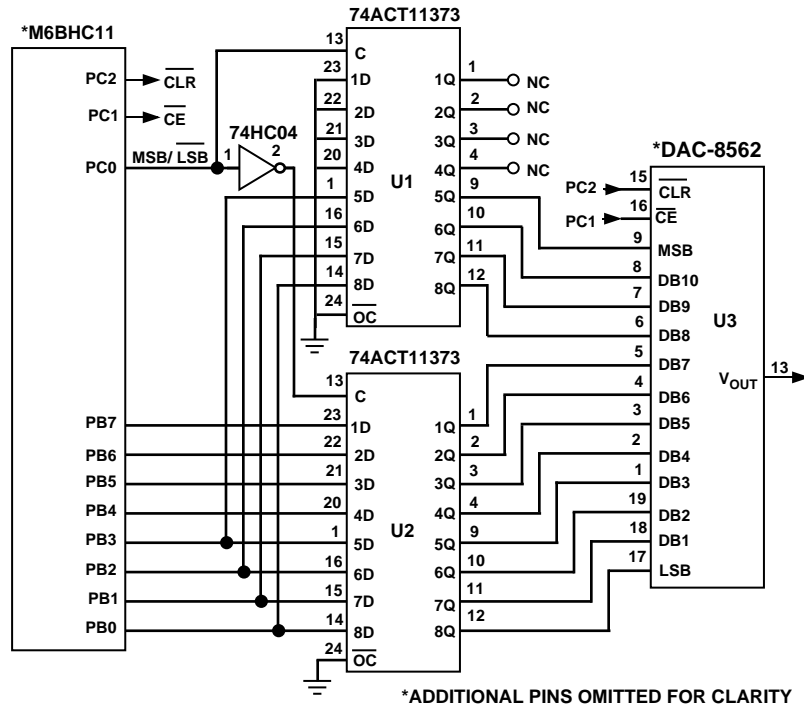 *M6BHC11
PC2
CLR
PC1
CE
PC0
MSB/ LSB
74HC04
1
2
74ACT11373
13
C
23
1D
22
2D
21
3D
20
4D
1
5D
16
6D
15
7D
14
8D
24
OC
U1
1Q
1
NC
2Q
2
NC
3Q
3
NC
4Q
4
NC
5Q
9
6Q
10
7Q
11
8Q
12
74ACT11373
13
C
PB7
23
1D
PB6
22
2D
PB5
21
3D
PB4
20
4D
PB3
1
5D
PB2
16
6D
PB1
15
7D
PB0
14
8D
24
OC
U2
1Q
1
2Q
2
3Q
3
4Q
4
5Q
9
6Q
10
7Q
11
8Q
12
*DAC-8562
PC2
15
CLR
PC1
16
CE
9
MSB
8
DB10
7
DB9
6
DB8
5
DB7
4
DB6
3
DB5
2
DB4
1
DB3
19
DB2
18
DB1
17
LSB
U3
VOUT
13
*ADDITIONAL PINS OMITTED FOR CLARITY